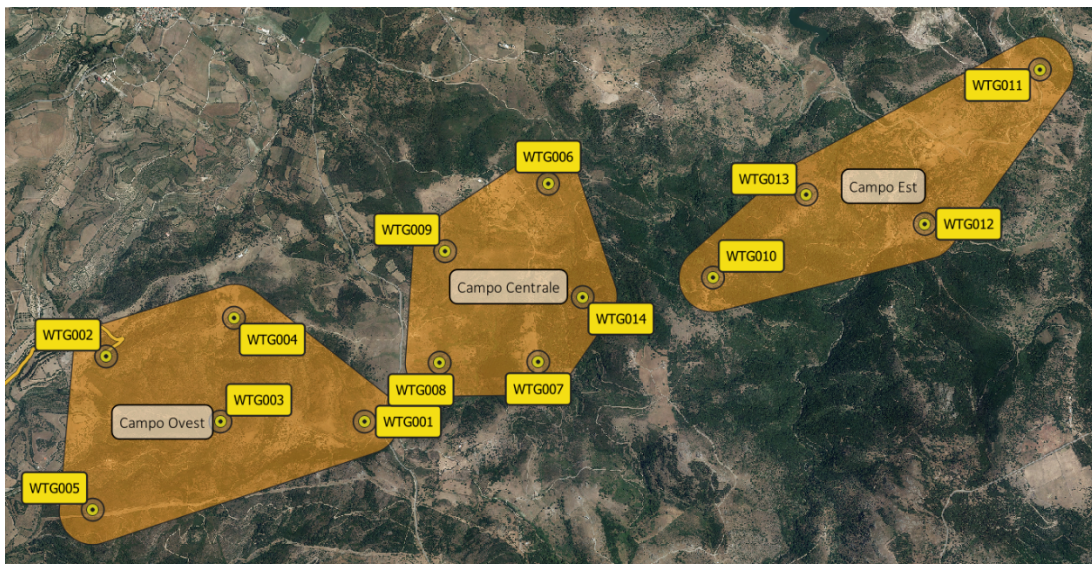 WTG011
WTG006
WTG013
Campo Est
WTG009
WTG012
WTG010
Campo Centrale
WTG014
WTG002
WTG004
WTG008
WTG007
WTG003
Campo Ovest
WTG001
WTG005